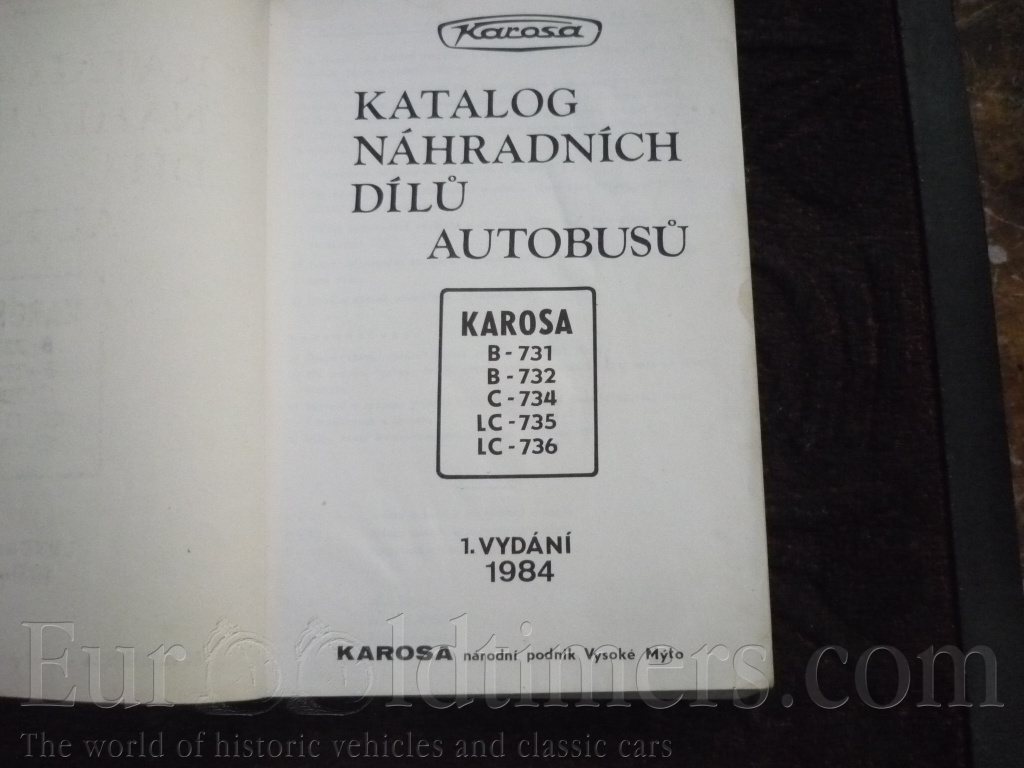 Karosa
KATALOG
NÁHRADNÍCH
DÍLŮ
AUTOBUSŮ
KAROSA
B-731
B-732
C-734
LC-735
LC-736
1. VYDÁNÍ
1984
KAROSA národní podnik Vysoké Mýto
EurOOldtimers.com
The world of historic vehicles and classic cars